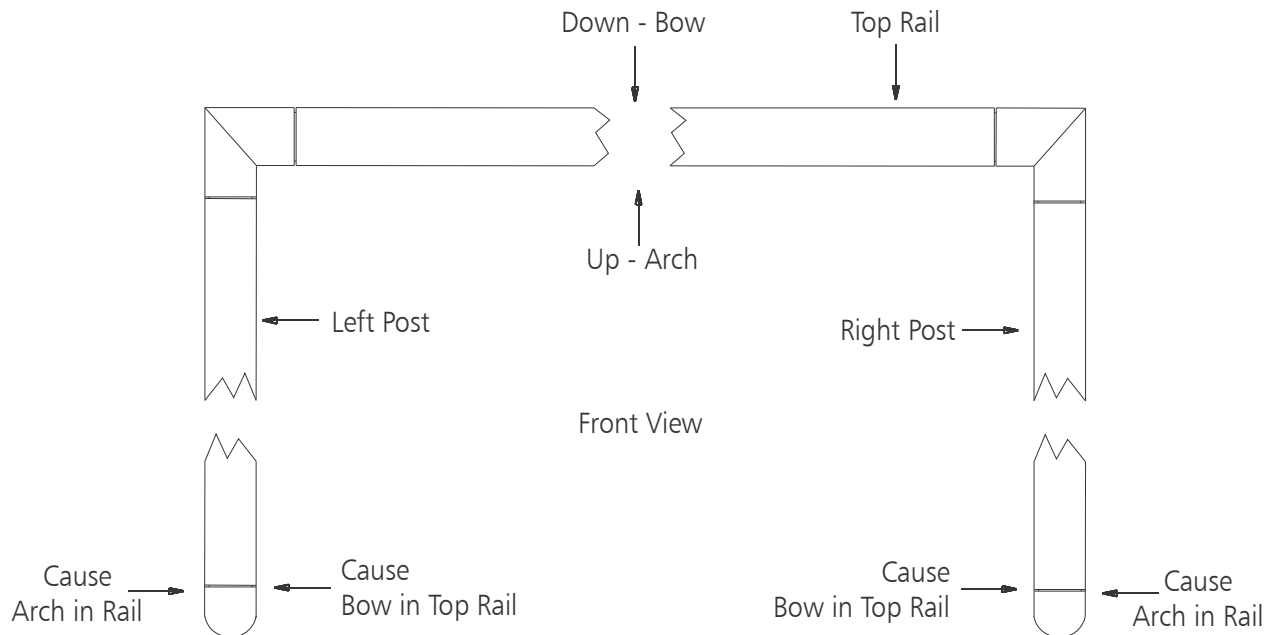 Down - Bow
Top Rail
Up - Arch
Left Post
Right Post
Front View
Cause
Arch in Rail
Cause
Bow in Top Rail
Cause
Bow in Top Rail
Cause
Arch in Rail